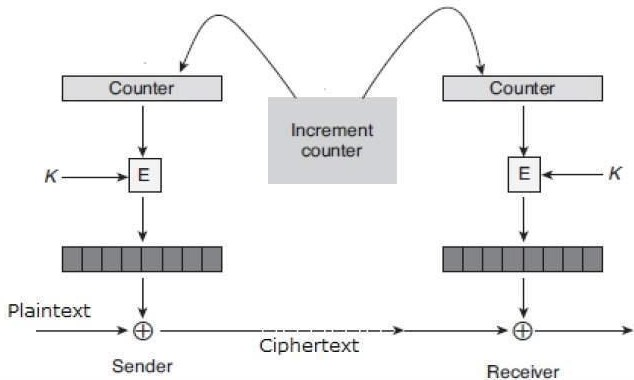 Counter
Counter
Increment
counter
K
E
E
K
Plaintext
Ciphertext
Sender
Receiver